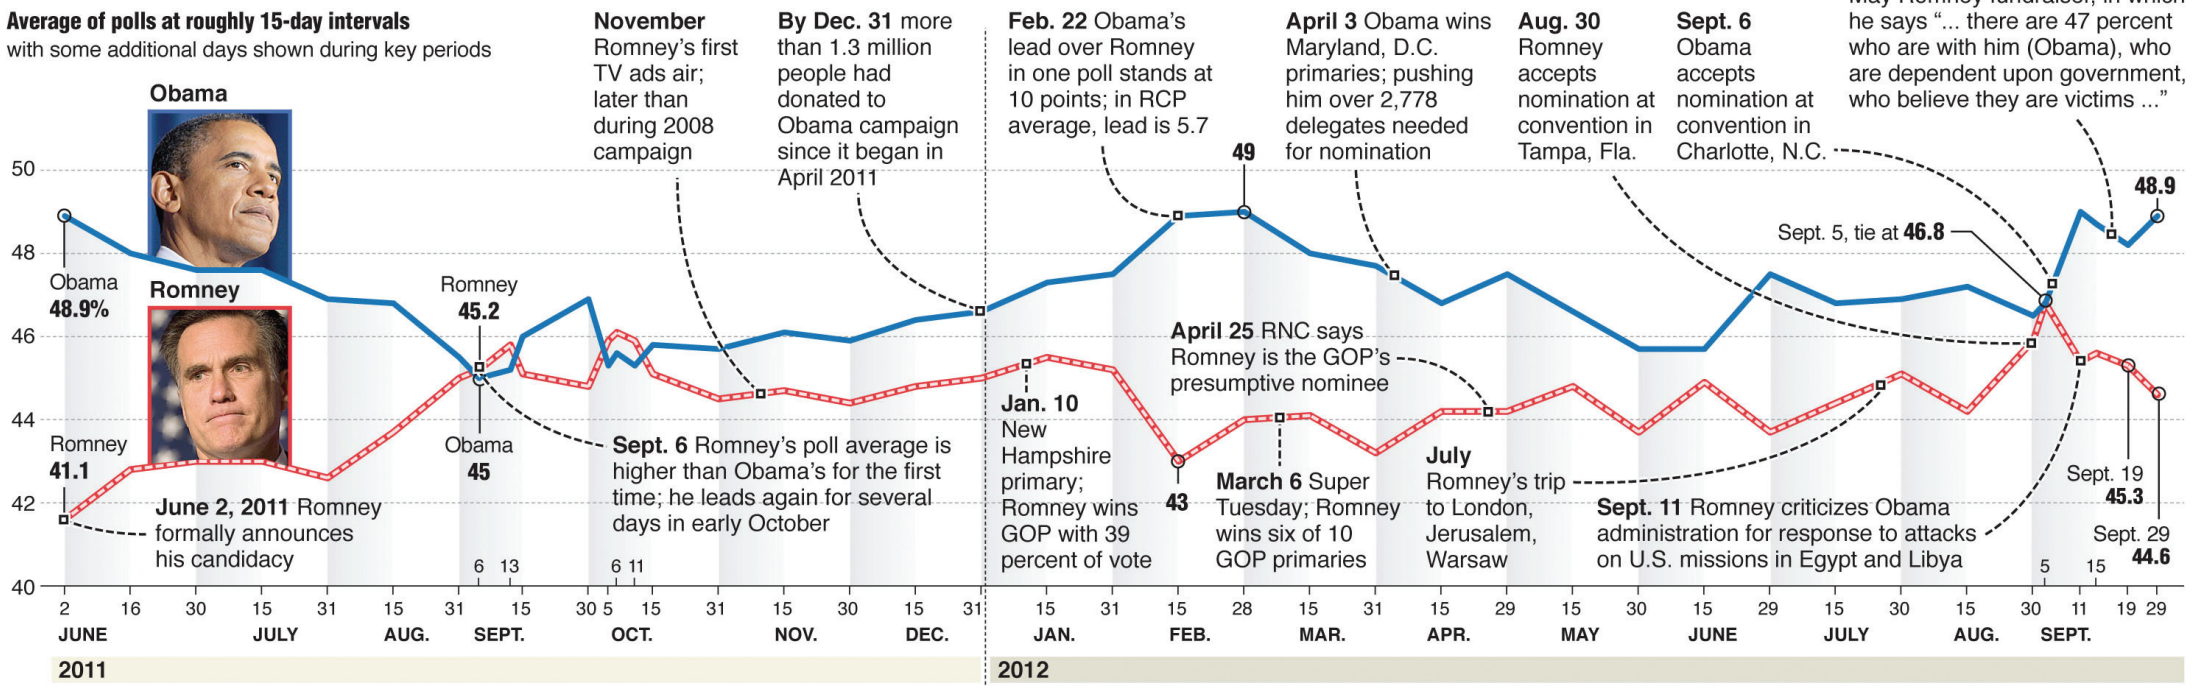 Average of polls at roughly 15-day intervals
with some additional days shown during key periods
Obama
Romney
November
Romney's first
TV ads air;
later than
during 2008
campaign
By Dec. 31 more
than 1.3 million
people had
donated to
Obama campaign
since it began in
April 2011
Feb. 22 Obama's
lead over Romney
in one poll stands at
10 points; in RCP
average, lead is 5.7
April 3 Obama wins
Maryland, D.C.
primaries; pushing
him over 2,778
delegates needed
for nomination
Aug. 30
Romney
accepts
nomination at
convention in
Tampa, Fla.
Sept. 6
Obama
accepts
nomination at
convention in
Charlotte, N.C.
May Romney fundraiser, in which
he says "... there are 47 percent
who are with him (Obama), who
are dependent upon government,
who believe they are victims ..."
50
48
46
44
42
40
Obama
48.9%
Romney
41.1
June 2, 2011 Romney
formally announces
his candidacy
Romney
45.2
Obama
45
Sept. 6 Romney's poll average is
higher than Obama's for the first
time; he leads again for several
days in early October
49
43
Jan. 10
New
Hampshire
primary;
Romney wins
GOP with 39
percent of vote
April 25 RNC says
Romney is the GOP's
presumptive nominee
March 6 Super
Tuesday; Romney
wins six of 10
GOP primaries
July
Romney's trip
to London,
Jerusalem,
Warsaw
Sept. 11 Romney criticizes Obama
administration for response to attacks
on U.S. missions in Egypt and Libya
Sept. 5, tie at 46.8
48.9
Sept. 19
45.3
Sept. 29
44.6
6 13 6 11 5 15
2 16 30 15 31 15 31 15 30 5 15 31 15 30 15 31 15 31 15 28 15 31 15 29 15 30 15 29 15 30 15 30 11 19 29
JUNE JULY AUG. SEPT. OCT. NOV. DEC. JAN. FEB. MAR. APR. MAY JUNE JULY AUG. SEPT.
2011 2012